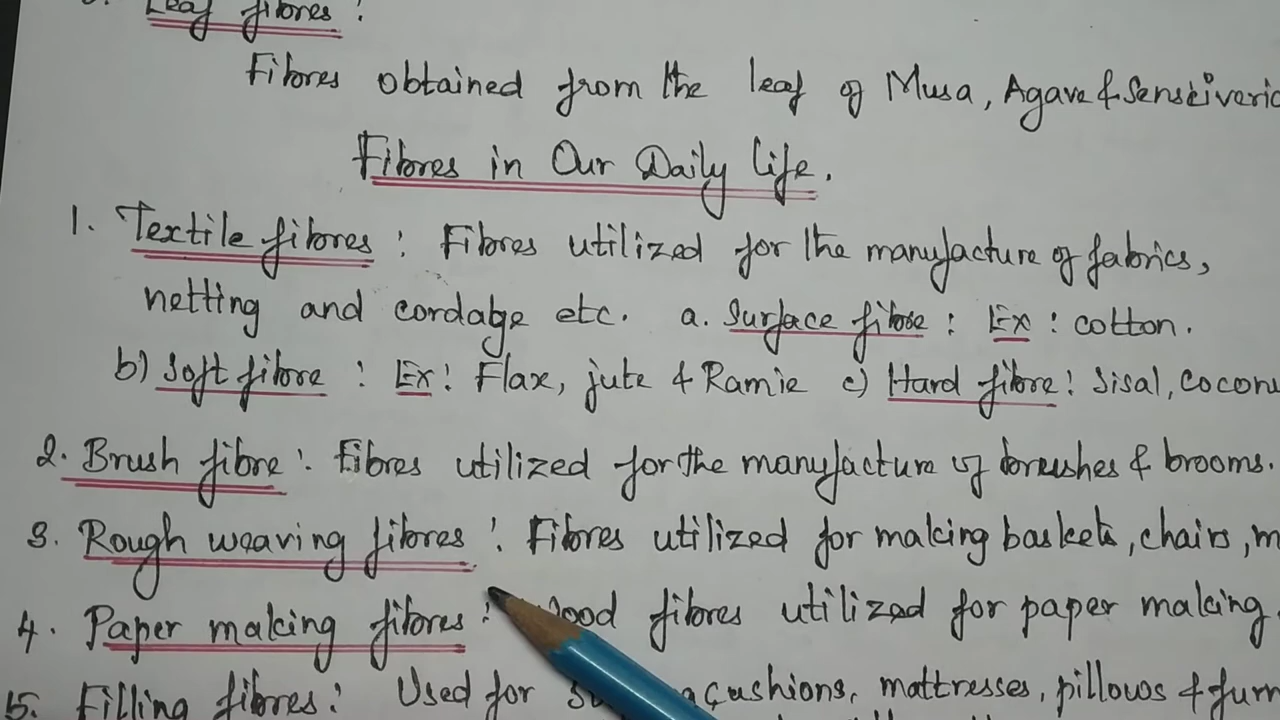 Leaf fibres :
Fibres obtained from the leaf of Musa, Agave &
Fibres in Our Daily life.
1. Textile fibres : Fibres utilized for the manufacture of fabrics,
netting and cordage etc. a. Surface fibre : Ex : cotton.
b) Soft fibre : Ex : Flax, jute & Ramie c) Hard fibre : Sisal, Cocon
2. Brush fibre : Fibres utilized for the manufacture of brushes & brooms.
3. Rough weaving fibres : Fibres utilized for making baskets, chairs, m
4. Paper making fibres : wood fibres utilized for paper making.
5. Filling fibres : Used for cushions, mattresses, pillows & furn